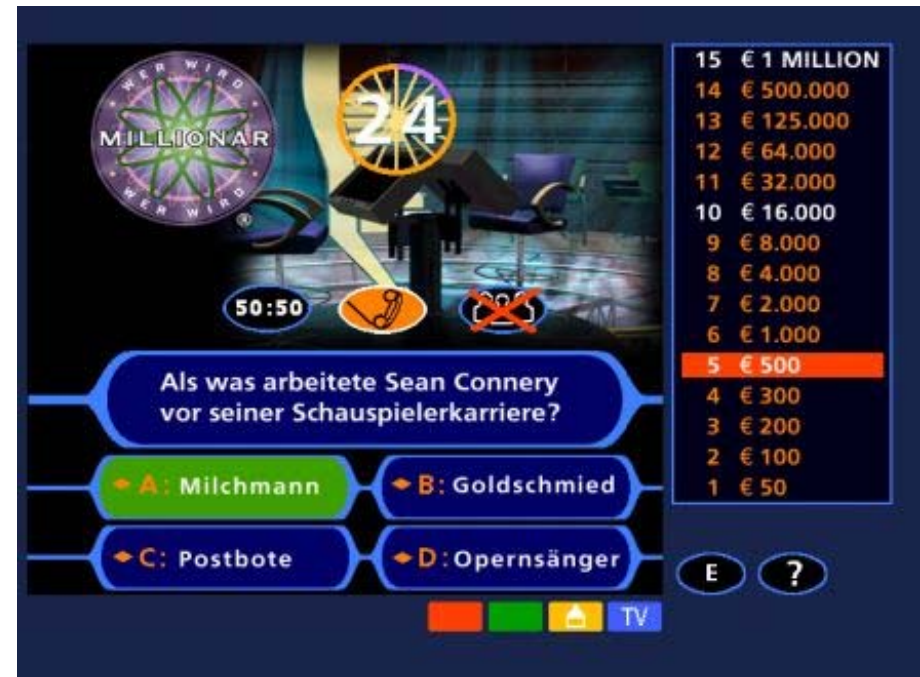 WER WIRD
MILLIONÄR
WER WIRD
®
24
50:50
Als was arbeitete Sean Connery
vor seiner Schauspielerkarriere?
A: Milchmann
B: Goldschmied
C: Postbote
D: Opernsänger
15 € 1 MILLION
14 € 500.000
13 € 125.000
12 € 64.000
11 € 32.000
10 € 16.000
9 € 8.000
8 € 4.000
7 € 2.000
6 € 1.000
5 € 500
4 € 300
3 € 200
2 € 100
1 € 50
E ?
TV